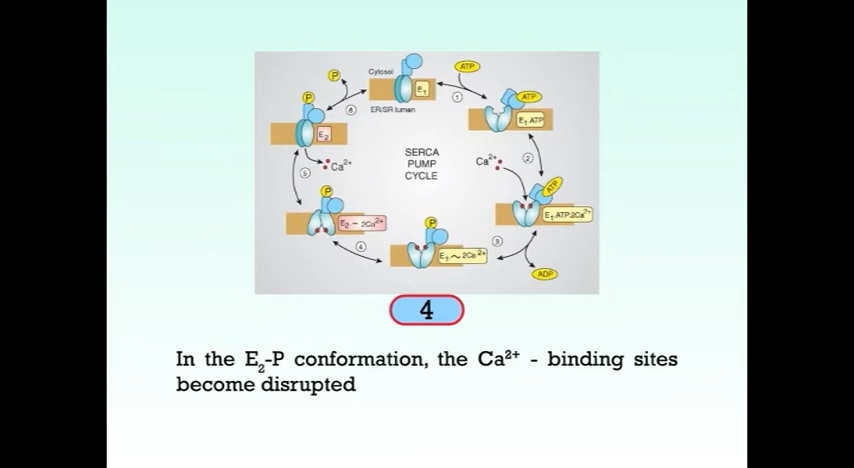 P
Cytosol
E1
ATP
1
ATP
E1.ATP
P
6
ER/SR lumen
E2
SERCA
PUMP
CYCLE
Ca2+
2
Ca2+
5
P
ATP
E1.ATP.2Ca2+
E2 – 2Ca2+
P
3
4
E1~2Ca2+
ADP
4
In the E2-P conformation, the Ca2+ - binding sites
become disrupted